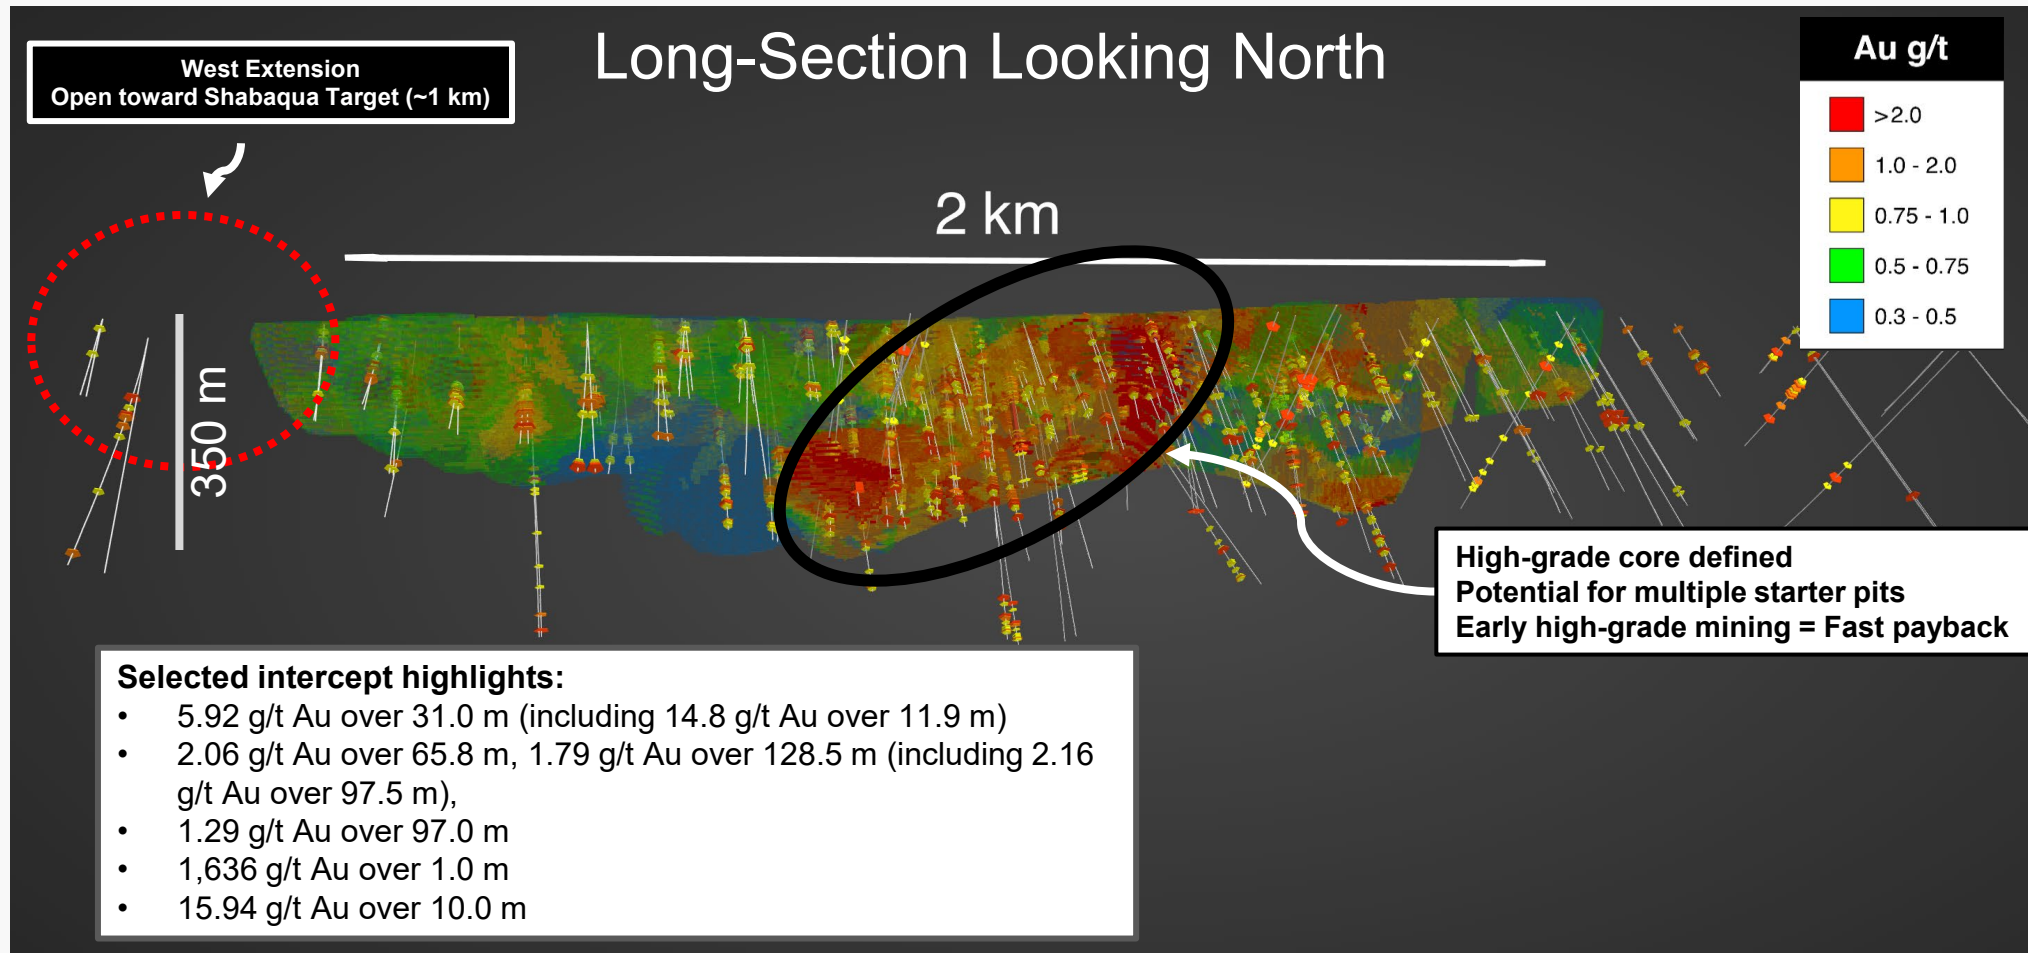 Long-Section Looking North
West Extension
Open toward Shabaqua Target (~1 km)
Au g/t
>2.0
1.0 - 2.0
0.75 - 1.0
0.5 - 0.75
0.3 - 0.5
2 km
350 m
High-grade core defined
Potential for multiple starter pits
Early high-grade mining = Fast payback
Selected intercept highlights:
• 5.92 g/t Au over 31.0 m (including 14.8 g/t Au over 11.9 m)
• 2.06 g/t Au over 65.8 m, 1.79 g/t Au over 128.5 m (including 2.16
g/t Au over 97.5 m),
• 1.29 g/t Au over 97.0 m
• 1,636 g/t Au over 1.0 m
• 15.94 g/t Au over 10.0 m